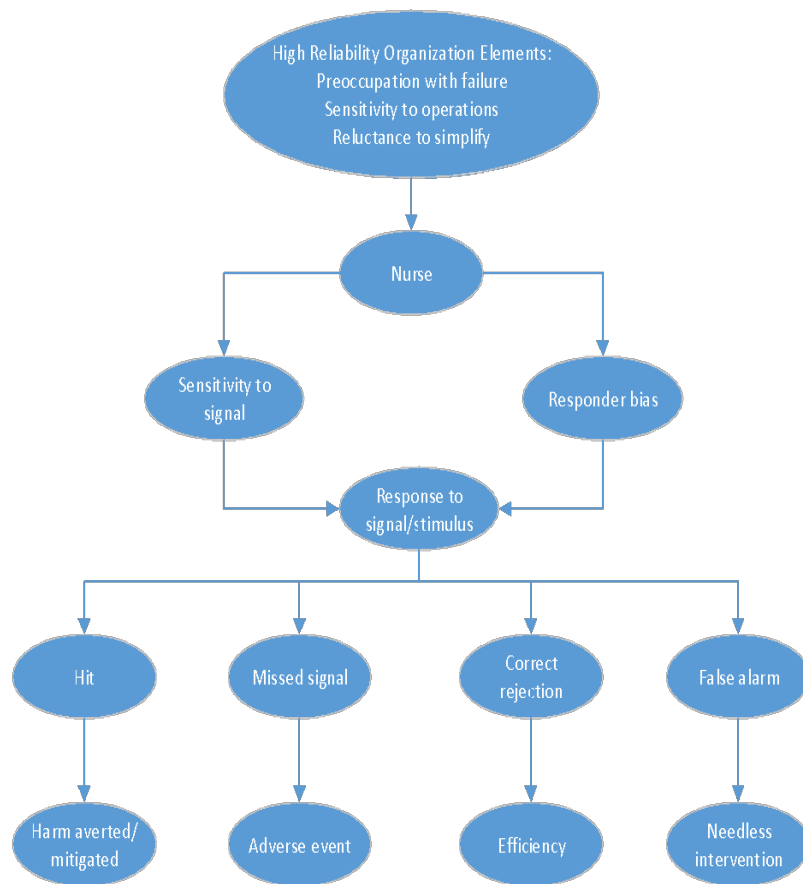 High Reliability Organization Elements:
Preoccupation with failure
Sensitivity to operations
Reluctance to simplify
Nurse
Sensitivity to
signal
Responder bias
Response to
signal/stimulus
Hit
Missed signal
Correct
rejection
False alarm
Harm averted/
mitigated
Adverse event
Efficiency
Needless
intervention